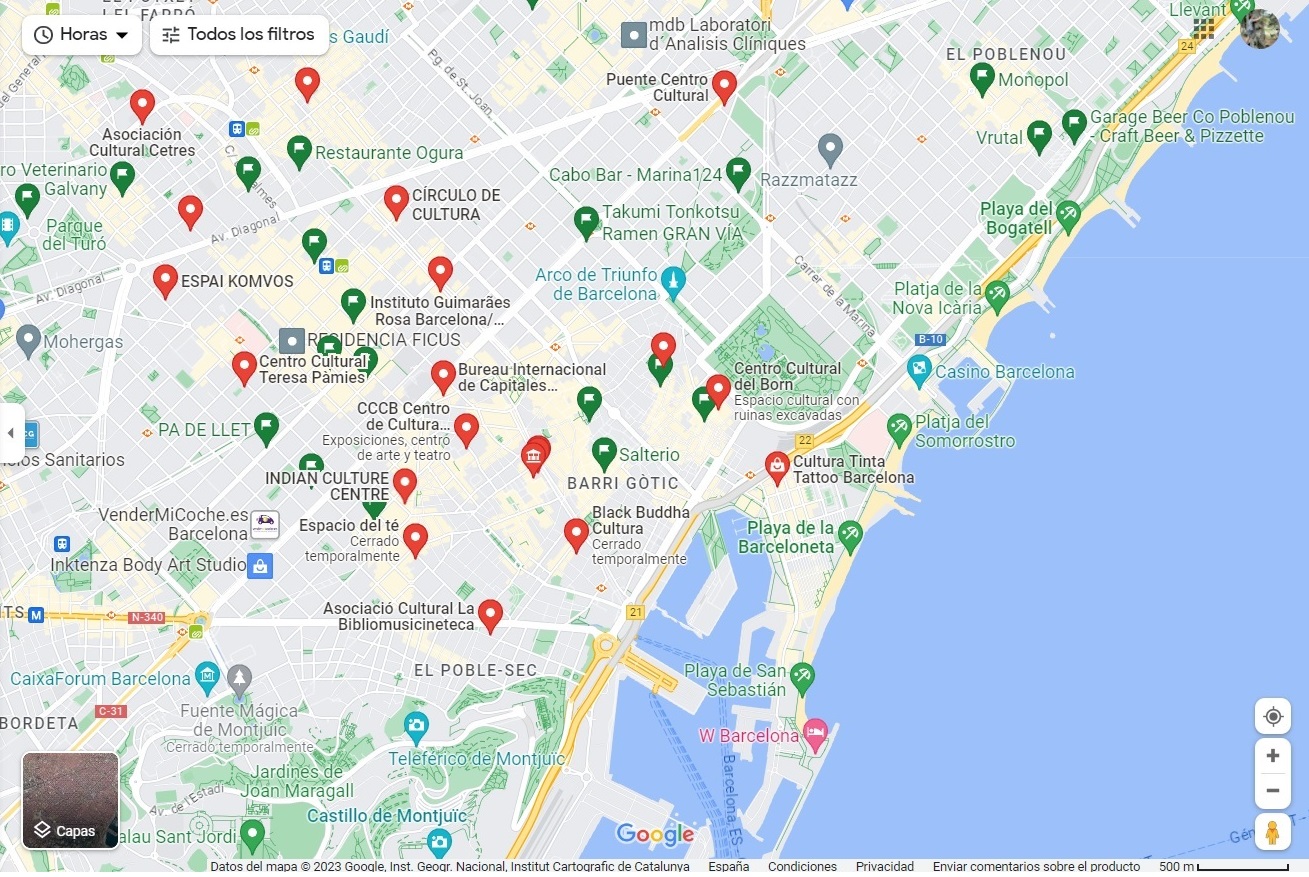 EL FARRÓ
Horas
Todos los filtros
s Gaudí
mdb Laboratori
d'Analisis Clíniques
Llevant
24
EL POBLENOU
Monopol
Pg. de St. Joan
Puente Centro
Cultural
Asociación
Cultural Cetres
Garage Beer Co Poblenou
- Craft Beer & Pizzette
Vrutal
Restaurante Ogura
ro Veterinario
Galvany
Cabo Bar - Marina124
Razzmatazz
CÍRCULO DE
CULTURA
Takumi Tonkotsu
Ramen GRAN VÍA
Playa del
Bogatell
Parque
del Turó
Av. Diagonal
ESPAI KOMVOS
Av. Diagonal
Arco de Triunfo
de Barcelona
Carrer de la Marina
Platja de la
Nova Icària
Instituto Guimarães
Rosa Barcelona/ ...
Mohergas
RESIDENCIA FICUS
B-10
Centro Cultural
Teresa Pàmies
Bureau Internacional
de Capitales...
Centro Cultural
del Born
Espacio cultural con
ruinas excavadas
Casino Barcelona
CCCB Centro
de Cultura...
Exposiciones, centro
de arte y teatro
PA DE LLET
Platja del
Somorrostro
22
Salterio
cios Sanitarios
INDIAN CULTURE
CENTRE
BARRI GÒTIC
Cultura Tinta
Tattoo Barcelona
VenderMiCoche.es
Barcelona
Espacio del té
Cerrado
temporalmente
Black Buddha
Cultura
Cerrado
temporalmente
Playa de la
Barceloneta
Inktenza Body Art Studio
M
N-340
Asociació Cultural La
Bibliomusicineteca
21
EL POBLE-SEC
CaixaForum Barcelona
Playa de San
Sebastián
C-31
BORDETA
Fuente Mágica
de Montjuic
Cerrado temporalmente
W Barcelona
Teleférico de Montjuïc
Jardines de
Joan Maragall
Av. de l'Estadi
Castillo de Montjuïc
Barcelona, ES
Capas
alau Sant Jordi
Google
Datos del mapa © 2023 Google, Inst. Geogr. Nacional, Institut Cartografic de Catalunya
España
Condiciones
Privacidad
Enviar comentarios sobre el producto
500 m